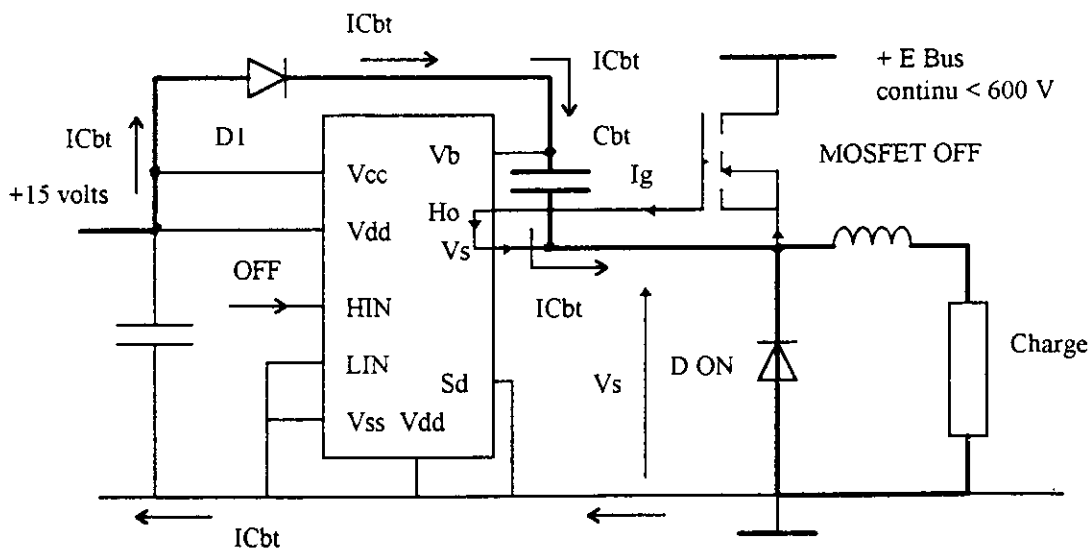 ICbt
ICbt
+ E Bus
continu < 600 V
ICbt
D1
Cbt
Vb
MOSFET OFF
Ig
+15 volts
Vcc
Ho
Vdd
Vs
OFF
ICbt
HIN
Charge
LIN
D ON
Sd
Vs
Vss Vdd
ICbt